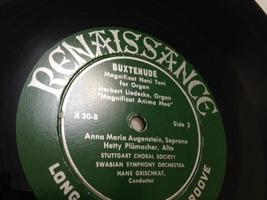 RENAISSANCE
BUXTEHUDE
Magnificat Noni Toni
for Organ
Herbert Liedecke, Organ
"Magnificat Anima Mea"
X 30-B
Side 2
Anna Maria Augenstein, Soprano
Hetty Plümacher, Alto
STUTTGART CHORAL SOCIETY
SWABIAN SYMPHONY ORCHESTRA
HANS GRISCHKAT,
Conductor
LONG
GROOVE